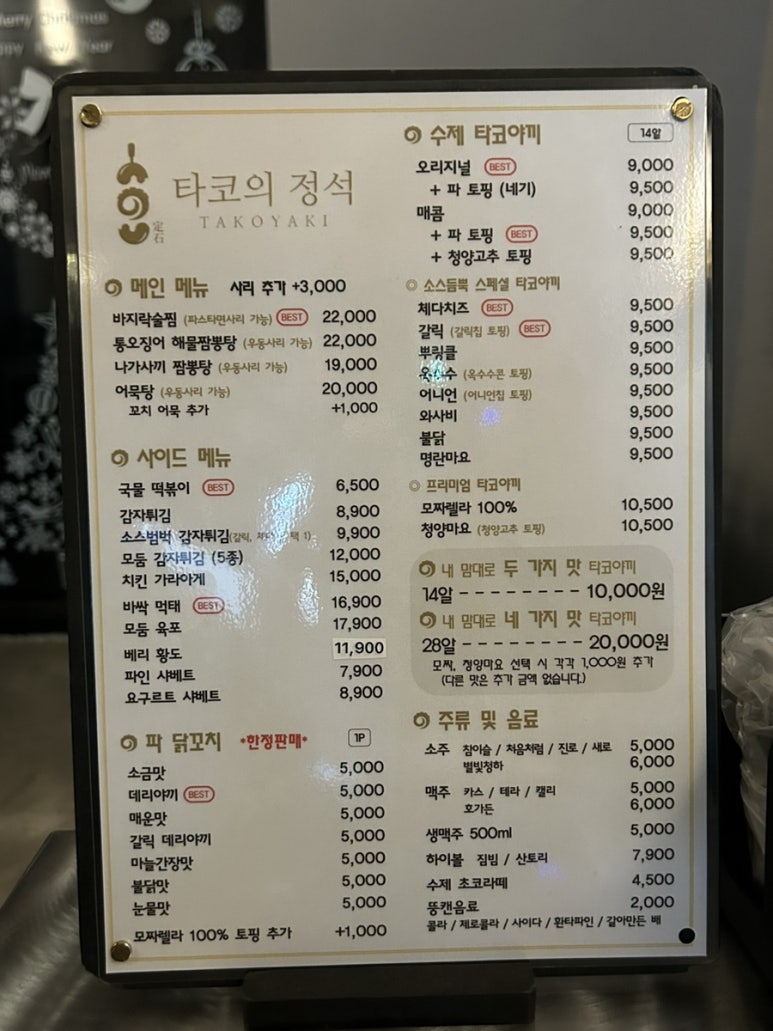 Merry Christmas
Happy New Year
타코의 정석
TAKOYAKI
定石
메인 메뉴 사리 추가 +3,000
바지락술찜 (파스타면사리 가능) BEST 22,000
통오징어 해물짬뽕탕 (우동사리 가능) 22,000
나가사끼 짬뽕탕 (우동사리 가능) 19,000
어묵탕 (우동사리 가능) 20,000
꼬치 어묵 추가 +1,000
사이드 메뉴
국물 떡볶이 BEST 6,500
감자튀김 8,900
소스범벅 감자튀김(갈릭, 택 1) 9,900
모둠 감자튀김 (5종) 12,000
치킨 가라아게 15,000
바싹 먹태 BEST 16,900
모둠 육포 17,900
베리 황도 11,900
파인 샤베트 7,900
요구르트 샤베트 8,900
파 닭꼬치 *한정판매* 1P
소금맛 5,000
데리야끼 BEST 5,000
매운맛 5,000
갈릭 데리야끼 5,000
마늘간장맛 5,000
불닭맛 5,000
눈물맛 5,000
모짜렐라 100% 토핑 추가 +1,000
수제 타코야끼 14알
오리지널 BEST 9,000
+ 파 토핑 (네기) 9,500
매콤 9,000
+ 파 토핑 BEST 9,500
+ 청양고추 토핑 9,500
소스듬뿍 스페셜 타코야끼
체다치즈 BEST 9,500
갈릭 (갈릭칩 토핑) BEST 9,500
뿌링클 9,500
옥수수 (옥수수콘 토핑) 9,500
어니언 (어니언칩 토핑) 9,500
와사비 9,500
불닭 9,500
명란마요 9,500
프리미엄 타코야끼
모짜렐라 100% 10,500
청양마요 (청양고추 토핑) 10,500
내 맘대로 두 가지 맛 타코야끼
14알 - - - - - - - - 10,000원
내 맘대로 네 가지 맛 타코야끼
28알 - - - - - - - - 20,000원
모짜, 청양마요 선택 시 각각 1,000원 추가
(다른 맛은 추가 금액 없습니다.)
주류 및 음료
소주 참이슬 / 처음처럼 / 진로 / 새로 5,000
별빛청하 6,000
맥주 카스 / 테라 / 캘리 5,000
호가든 6,000
생맥주 500ml 5,000
하이볼 짐빔 / 산토리 7,900
수제 초코라떼 4,500
뚱캔음료 2,000
콜라 / 제로콜라 / 사이다 / 환타파인 / 갈아만든 배